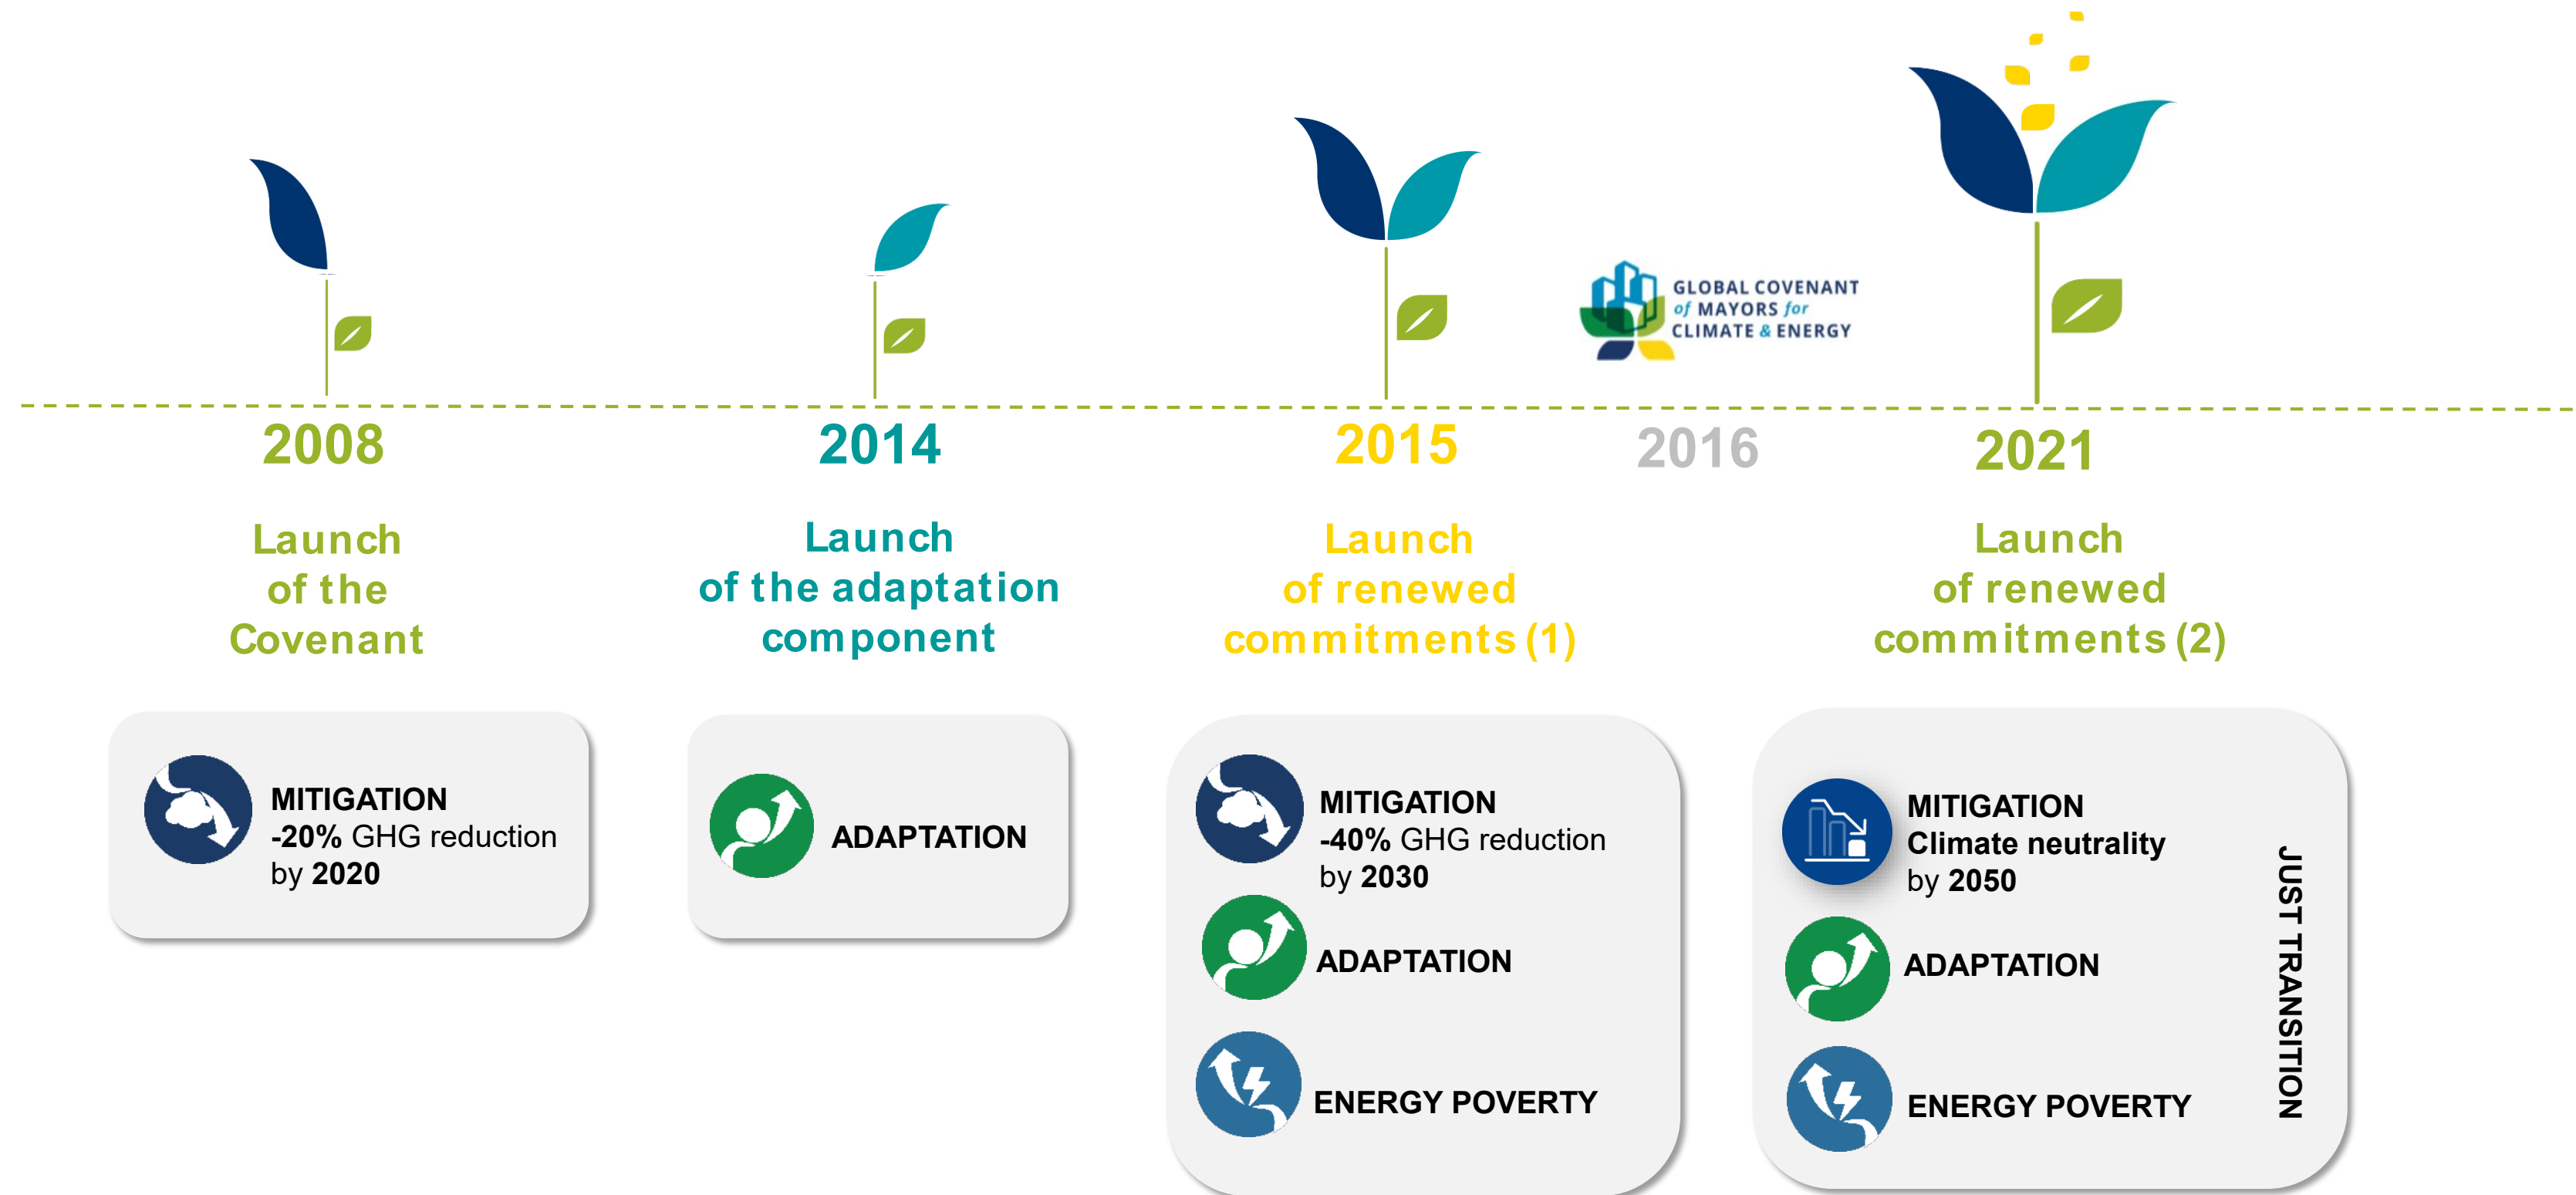 GLOBAL COVENANT
of MAYORS for
CLIMATE & ENERGY
2008
2014
2015
2016
2021
Launch
of the
Covenant
Launch
of the adaptation
component
Launch
of renewed
commitments (1)
Launch
of renewed
commitments (2)
MITIGATION
-20% GHG reduction
by 2020
ADAPTATION
MITIGATION
-40% GHG reduction
by 2030
ADAPTATION
ENERGY POVERTY
MITIGATION
Climate neutrality
by 2050
ADAPTATION
ENERGY POVERTY
JUST TRANSITION